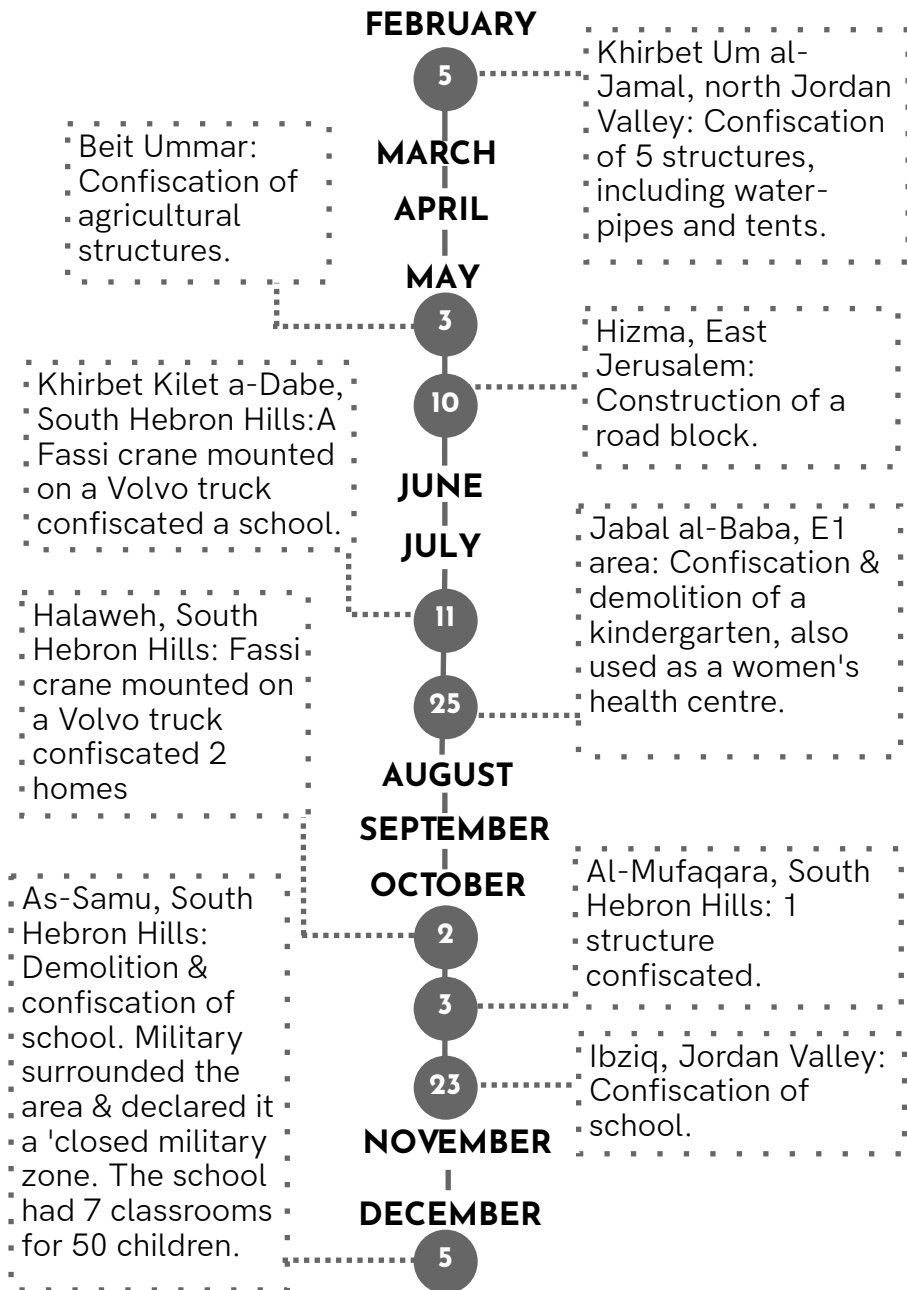 FEBRUARY
5
Khirbet Um al-
Jamal, north Jordan
Valley: Confiscation
of 5 structures,
including water-
pipes and tents.
MARCH
APRIL
MAY
Beit Ummar:
Confiscation of
agricultural
structures.
3
10
Hizma, East
Jerusalem:
Construction of a
road block.
JUNE
JULY
Khirbet Kilet a-Dabe,
South Hebron Hills:A
Fassi crane mounted
on a Volvo truck
confiscated a school.
11
25
Jabal al-Baba, E1
area: Confiscation &
demolition of a
kindergarten, also
used as a women's
health centre.
AUGUST
SEPTEMBER
OCTOBER
Halaweh, South
Hebron Hills: Fassi
crane mounted on
a Volvo truck
confiscated 2
homes
2
3
Al-Mufaqara, South
Hebron Hills: 1
structure
confiscated.
23
Ibziq, Jordan Valley:
Confiscation of
school.
NOVEMBER
DECEMBER
As-Samu, South
Hebron Hills:
Demolition &
confiscation of
school. Military
surrounded the
area & declared it
a 'closed military
zone. The school
had 7 classrooms
for 50 children.
5